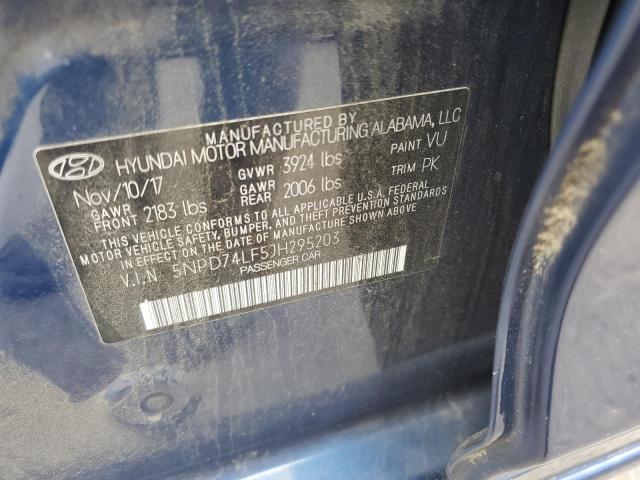 MANUFACTURED BY
HYUNDAI MOTOR MANUFACTURING ALABAMA, LLC
Nov/10/17 GVWR 3924 lbs PAINT VU
GAWR FRONT 2183 lbs GAWR REAR 2006 lbs TRIM PK
THIS VEHICLE CONFORMS TO ALL APPLICABLE U.S.A. FEDERAL
MOTOR VEHICLE SAFETY, BUMPER, AND THEFT PREVENTION STANDARDS
IN EFFECT ON THE DATE OF MANUFACTURE SHOWN ABOVE.
V.I.N 5NPD74LF5JH295203
PASSENGER CAR